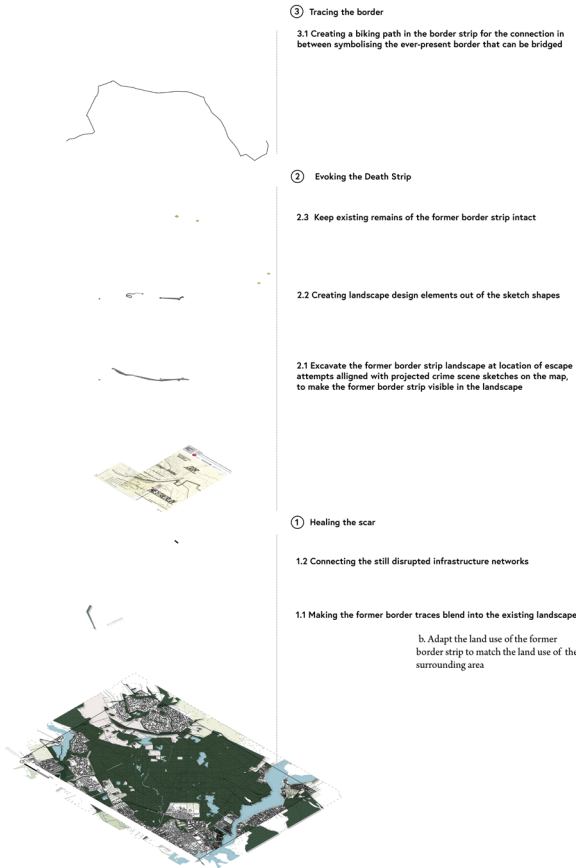 3 Tracing the border
3.1 Creating a biking path in the border strip for the connection in
between symbolising the ever-present border that can be bridged
2 Evoking the Death Strip
2.3 Keep existing remains of the former border strip intact
2.2 Creating landscape design elements out of the sketch shapes
2.1 Excavate the former border strip landscape at location of escape
attempts alligned with projected crime scene sketches on the map,
to make the former border strip visible in the landscape
1 Healing the scar
1.2 Connecting the still disrupted infrastructure networks
1.1 Making the former border traces blend into the existing landscape
b. Adapt the land use of the former
border strip to match the land use of the
surrounding area